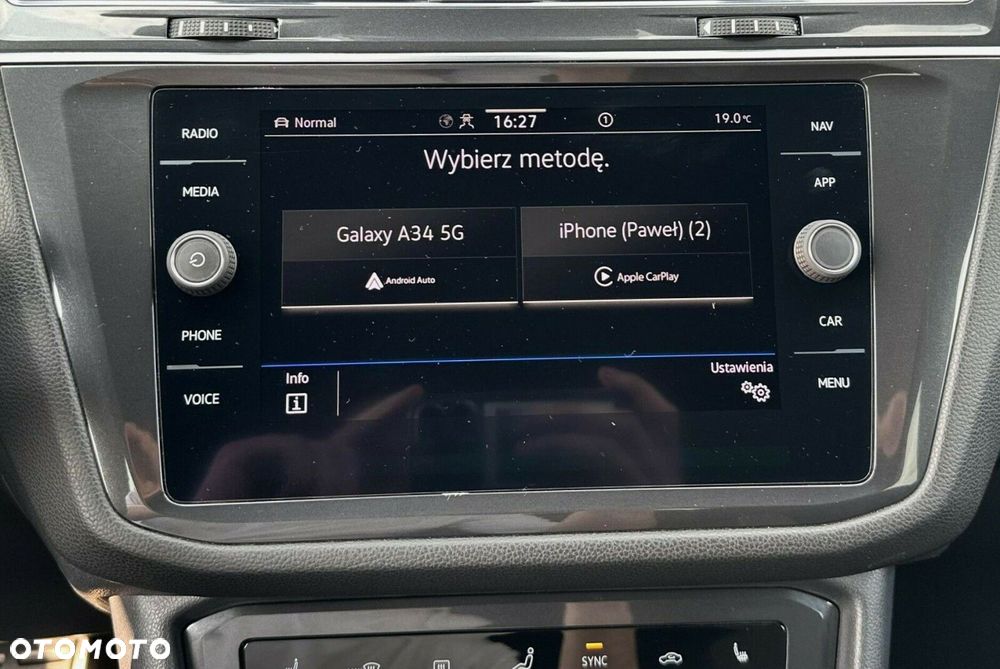 RADIO
MEDIA
PHONE
VOICE
Normal
16:27
1
19.0°C
Wybierz metodę.
Galaxy A34 5G
Android Auto
iPhone (Paweł) (2)
Apple CarPlay
Info
i
Ustawienia
NAV
APP
CAR
MENU
SYNC
OTOMOTO